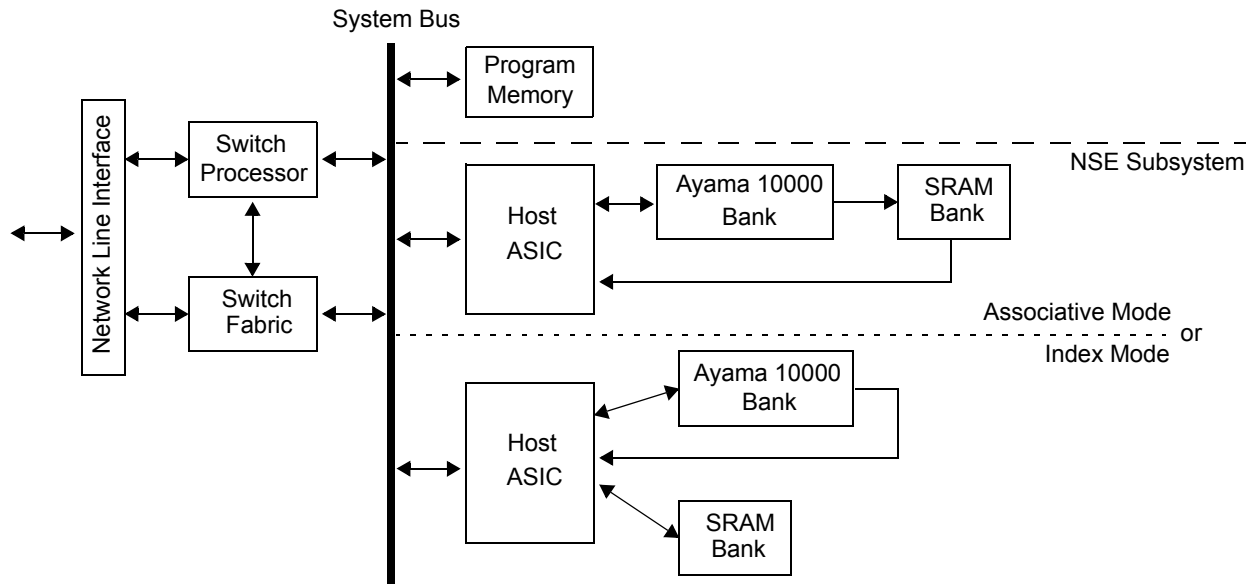 System Bus
Program
Memory
Network Line Interface
Switch
Processor
NSE Subsystem
Ayama 10000
Bank
SRAM
Bank
Host
ASIC
Switch
Fabric
Associative Mode
or
Index Mode
Ayama 10000
Bank
Host
ASIC
SRAM
Bank